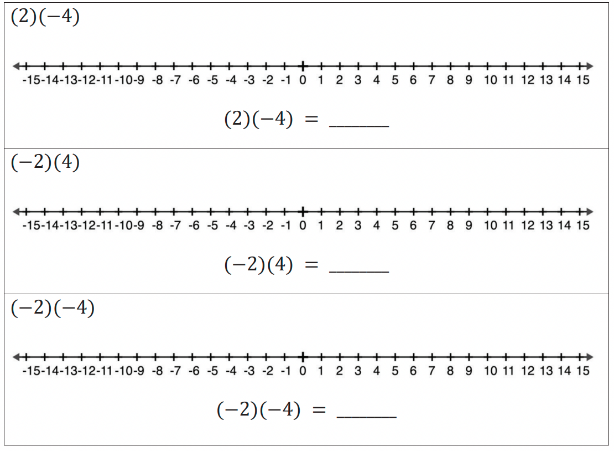 (2)(−4)
-15-14-13-12-11-10-9 -8 -7 -6 -5 -4 -3 -2 -1 0 1 2 3 4 5 6 7 8 9 10 11 12 13 14 15
(2)(−4) = ______
(−2)(4)
-15-14-13-12-11-10-9 -8 -7 -6 -5 -4 -3 -2 -1 0 1 2 3 4 5 6 7 8 9 10 11 12 13 14 15
(−2)(4) = ______
(−2)(−4)
-15-14-13-12-11-10-9 -8 -7 -6 -5 -4 -3 -2 -1 0 1 2 3 4 5 6 7 8 9 10 11 12 13 14 15
(−2)(−4) = ______